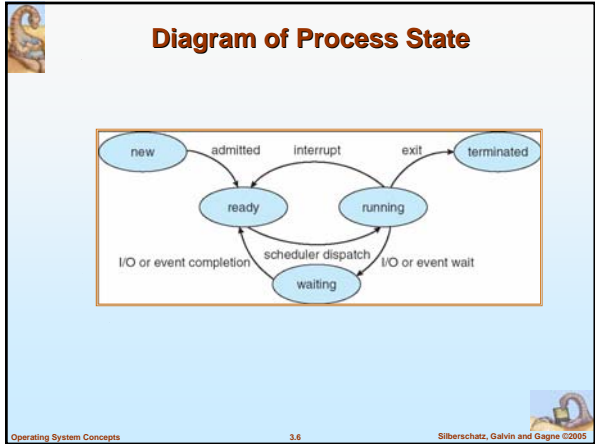 Diagram of Process State
new
admitted
interrupt
exit
terminated
ready
running
scheduler dispatch
I/O or event completion
I/O or event wait
waiting
Operating System Concepts
3.6
Silberschatz, Galvin and Gagne ©2005